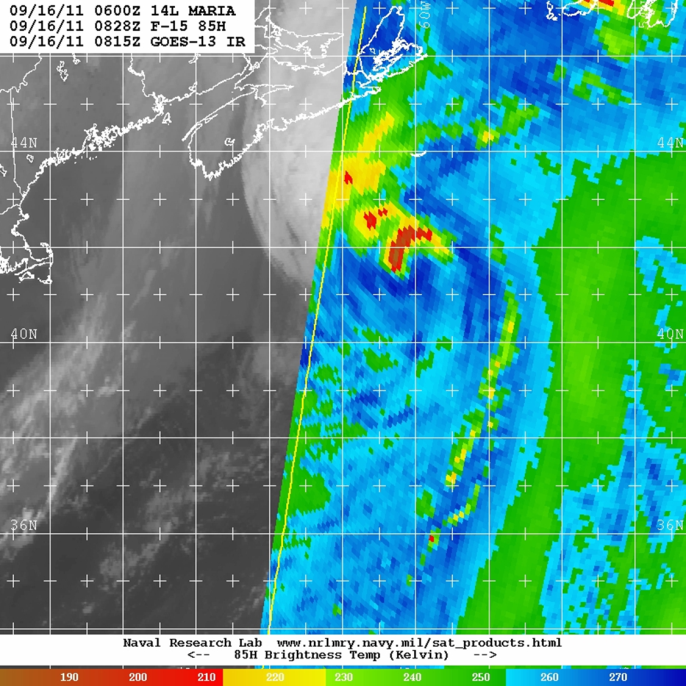 09/16/11 0600Z 14L MARIA
09/16/11 0828Z F-15 85H
09/16/11 0815Z GOES-13 IR
60W
44N 44N
40N 40N
36N 36N
Naval Research Lab www.nrlmry.navy.mil/sat_products.html
<-- 85H Brightness Temp (Kelvin) -->
190 200 210 220 230 240 250 260 270